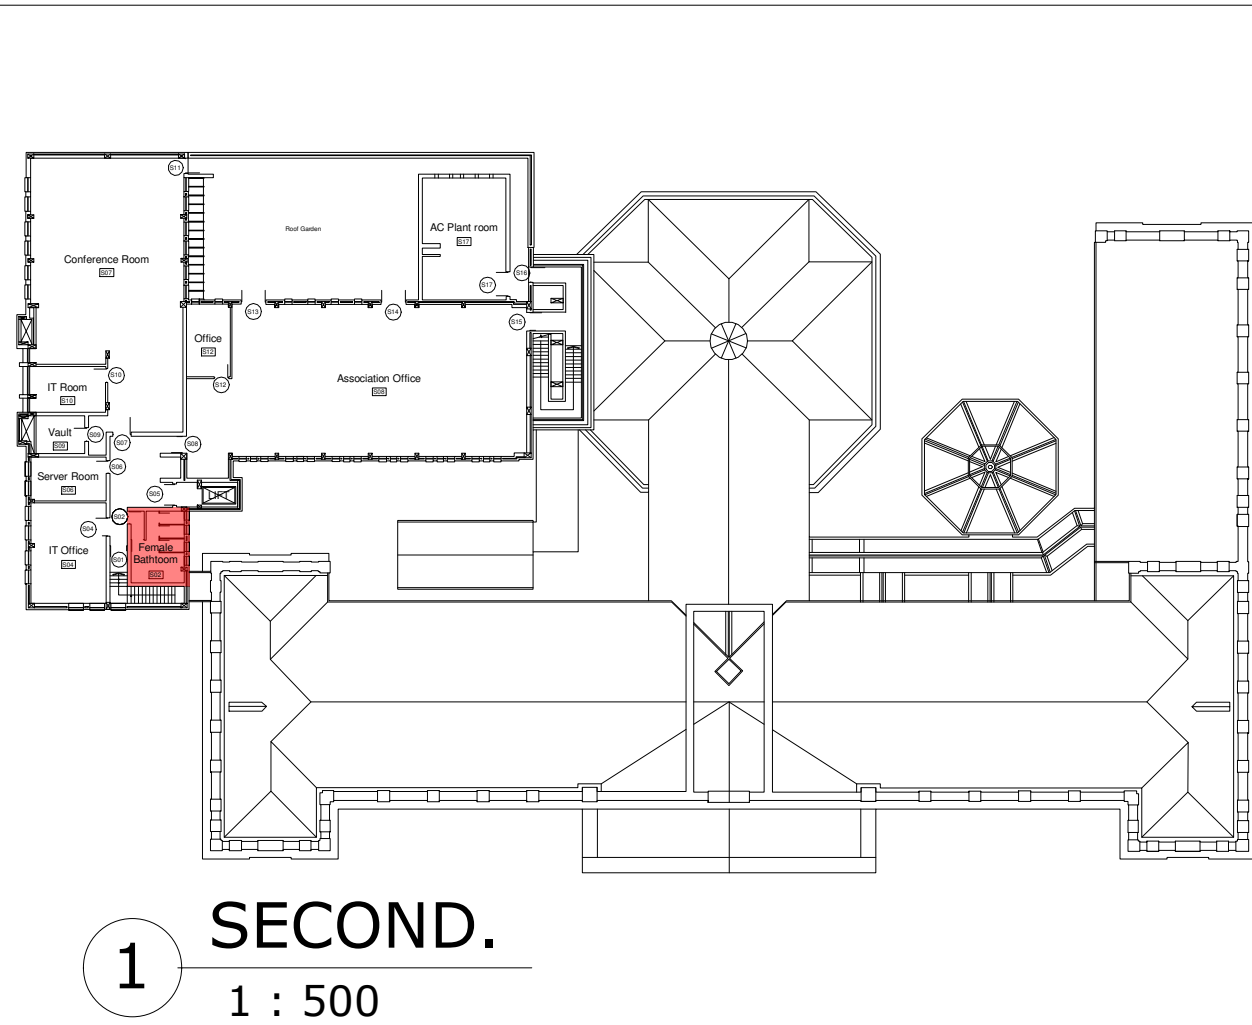 S11
Roof Garden
AC Plant room
S17
Conference Room
S07
S16
S17
S13
S14
S15
Office
S12
S10
Association Office
S08
S12
IT Room
S10
Vault
S09
S09
S07
S08
S06
Server Room
S06
S05
LIFT
S02
S04
IT Office
S04
S01
Female
Bathtoom
S02
SECOND.
1
1 : 500